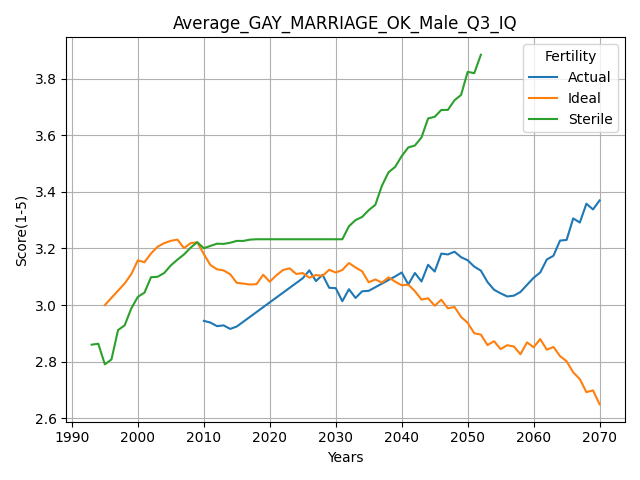 Average_GAY_MARRIAGE_OK_Male_Q3_IQ
Score(1-5)
3.8
3.6
3.4
3.2
3.0
2.8
2.6
Fertility
Actual
Ideal
Sterile
1990 2000 2010 2020 2030 2040 2050 2060 2070
Years